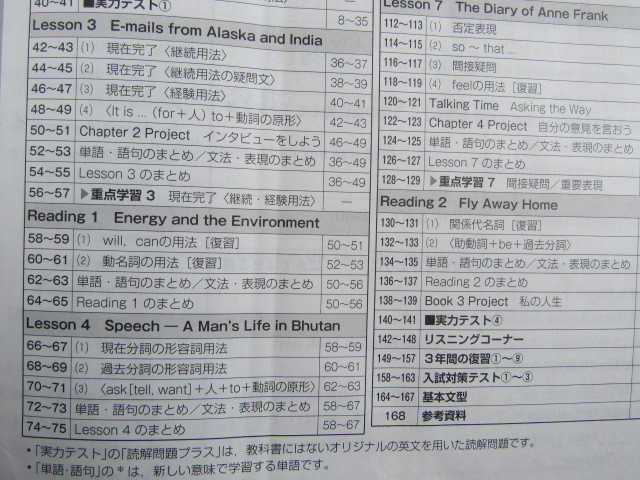 40〜41 ■実力テスト① 8〜35
Lesson 3 E-mails from Alaska and India
42〜43 (1) 現在完了〈継続用法〉 36〜37
44〜45 (2) 現在完了〈継続用法の疑問文〉 38〜39
46〜47 (3) 現在完了〈経験用法〉 40〜41
48〜49 (4) 〈It is ... (for+人) to+動詞の原形〉 42〜43
50〜51 Chapter 2 Project インタビューをしよう 46〜49
52〜53 単語・語句のまとめ/文法・表現のまとめ 36〜49
54〜55 Lesson 3 のまとめ 36〜49
56〜57 ▶重点学習 3 現在完了〈継続・経験用法〉 —
Reading 1 Energy and the Environment
58〜59 (1) will, canの用法[復習] 50〜51
60〜61 (2) 動名詞の用法[復習] 52〜53
62〜63 単語・語句のまとめ/文法・表現のまとめ 50〜56
64〜65 Reading 1 のまとめ 50〜56
Lesson 4 Speech — A Man's Life in Bhutan
66〜67 (1) 現在分詞の形容詞用法 58〜59
68〜69 (2) 過去分詞の形容詞用法 60〜61
70〜71 (3) 〈ask[tell, want]+人+to+動詞の原形〉 62〜63
72〜73 単語・語句のまとめ/文法・表現のまとめ 58〜67
74〜75 Lesson 4 のまとめ 58〜67
Lesson 7 The Diary of Anne Frank
112〜113 (1) 否定表現
114〜115 (2) so 〜 that ...
116〜117 (3) 間接疑問
118〜119 (4) feelの用法[復習]
120〜121 Talking Time Asking the Way
122〜123 Chapter 4 Project 自分の意見を言おう
124〜125 単語・語句のまとめ/文法・表現のまとめ
126〜127 Lesson 7 のまとめ
128〜129 ▶重点学習 7 間接疑問/重要表現
Reading 2 Fly Away Home
130〜131 (1) 関係代名詞[復習]
132〜133 (2) 〈助動詞+be+過去分詞〉
134〜135 単語・語句のまとめ/文法・表現のまとめ
136〜137 Reading 2 のまとめ
138〜139 Book 3 Project 私の人生
140〜141 ■実力テスト④
142〜148 リスニングコーナー
149〜157 3年間の復習①〜⑨
158〜163 入試対策テスト①〜③
164〜167 基本文型
168 参考資料
・「実力テスト」の「読解問題プラス」は，教科書にはないオリジナルの英文を用いた読解問題です。
・「単語・語句」の * は，新しい意味で学習する単語です。